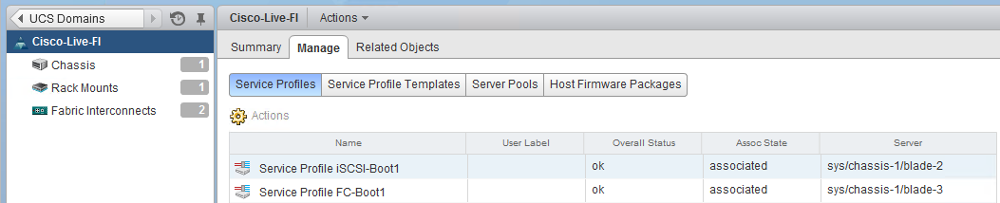 UCS Domains
Cisco-Live-FI
Chassis 1
Rack Mounts 1
Fabric Interconnects 2
Cisco-Live-FI Actions
Summary Manage Related Objects
Service Profiles Service Profile Templates Server Pools Host Firmware Packages
Actions
Name User Label Overall Status Assoc State Server
Service Profile iSCSI-Boot1 ok associated sys/chassis-1/blade-2
Service Profile FC-Boot1 ok associated sys/chassis-1/blade-3